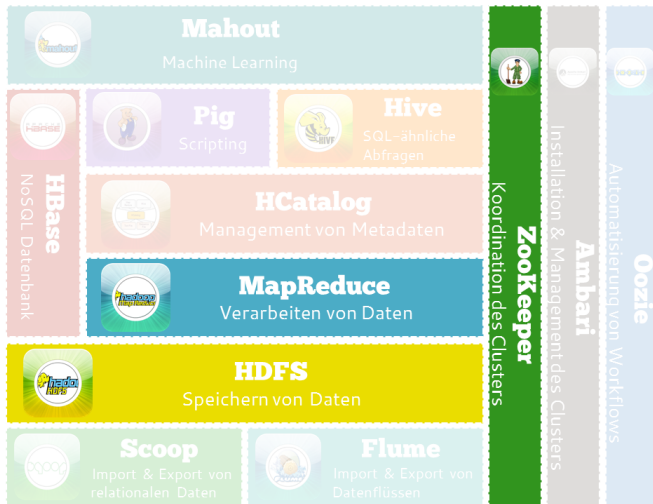 Mahout
Machine Learning
HBase
NoSQL Datenbank
Pig
Scripting
Hive
SQL-ähnliche
Abfragen
HCatalog
Management von Metadaten
MapReduce
Verarbeiten von Daten
HDFS
Speichern von Daten
Scoop
Import & Export von
relationalen Daten
Flume
Import & Export von
Datenflüssen
ZooKeeper
Koordination des Clusters
Ambari
Installation & Management des Clusters
Oozie
Automatisierung von Workflows